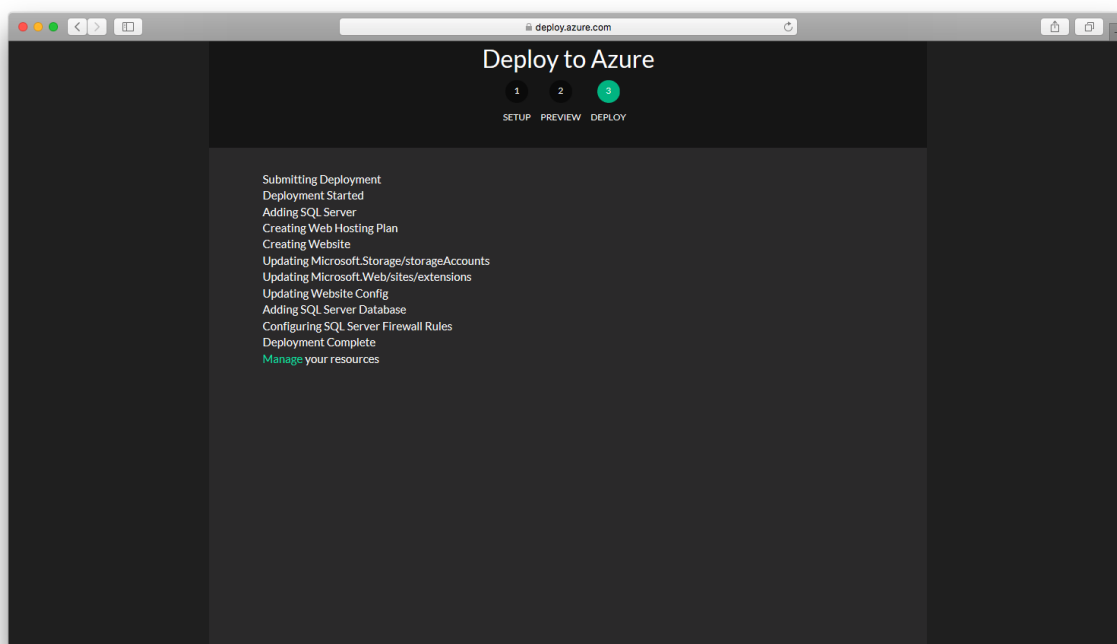 deploy.azure.com
Deploy to Azure
1 2 3
SETUP PREVIEW DEPLOY
Submitting Deployment
Deployment Started
Adding SQL Server
Creating Web Hosting Plan
Creating Website
Updating Microsoft.Storage/storageAccounts
Updating Microsoft.Web/sites/extensions
Updating Website Config
Adding SQL Server Database
Configuring SQL Server Firewall Rules
Deployment Complete
Manage your resources